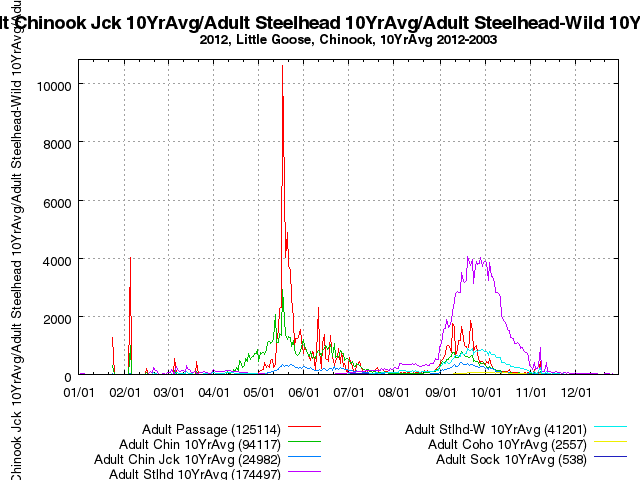 lt Chinook Jck 10YrAvg/Adult Steelhead 10YrAvg/Adult Steelhead-Wild 10Y
2012, Little Goose, Chinook, 10YrAvg 2012-2003
Chinook Jck 10YrAvg/Adult Steelhead 10YrAvg/Adult Steelhead-Wild 10YrAvg/Adu
10000
8000
6000
4000
2000
0
01/01 02/01 03/01 04/01 05/01 06/01 07/01 08/01 09/01 10/01 11/01 12/01
Adult Passage (125114)
Adult Chin 10YrAvg (94117)
Adult Chin Jck 10YrAvg (24982)
Adult Stlhd 10YrAvg (174497)
Adult Stlhd-W 10YrAvg (41201)
Adult Coho 10YrAvg (2557)
Adult Sock 10YrAvg (538)